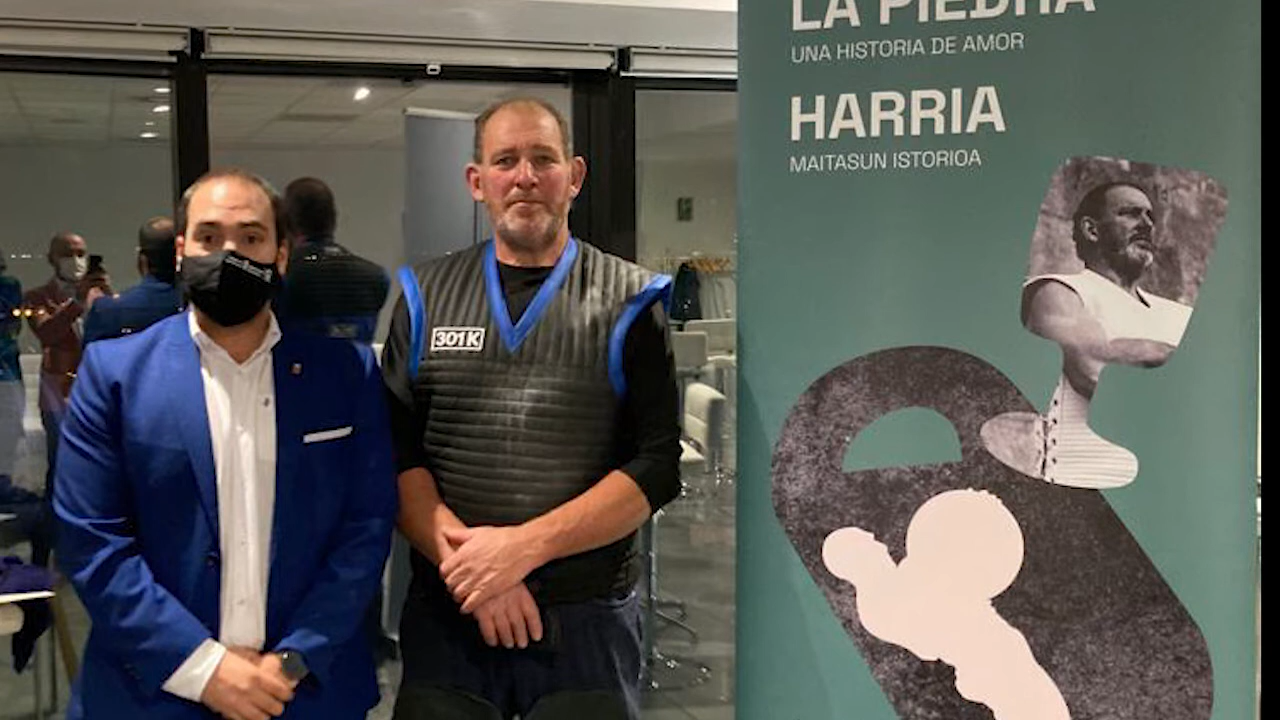 LA PIEDRA
UNA HISTORIA DE AMOR
HARRIA
MAITASUN ISTORIOA
301K